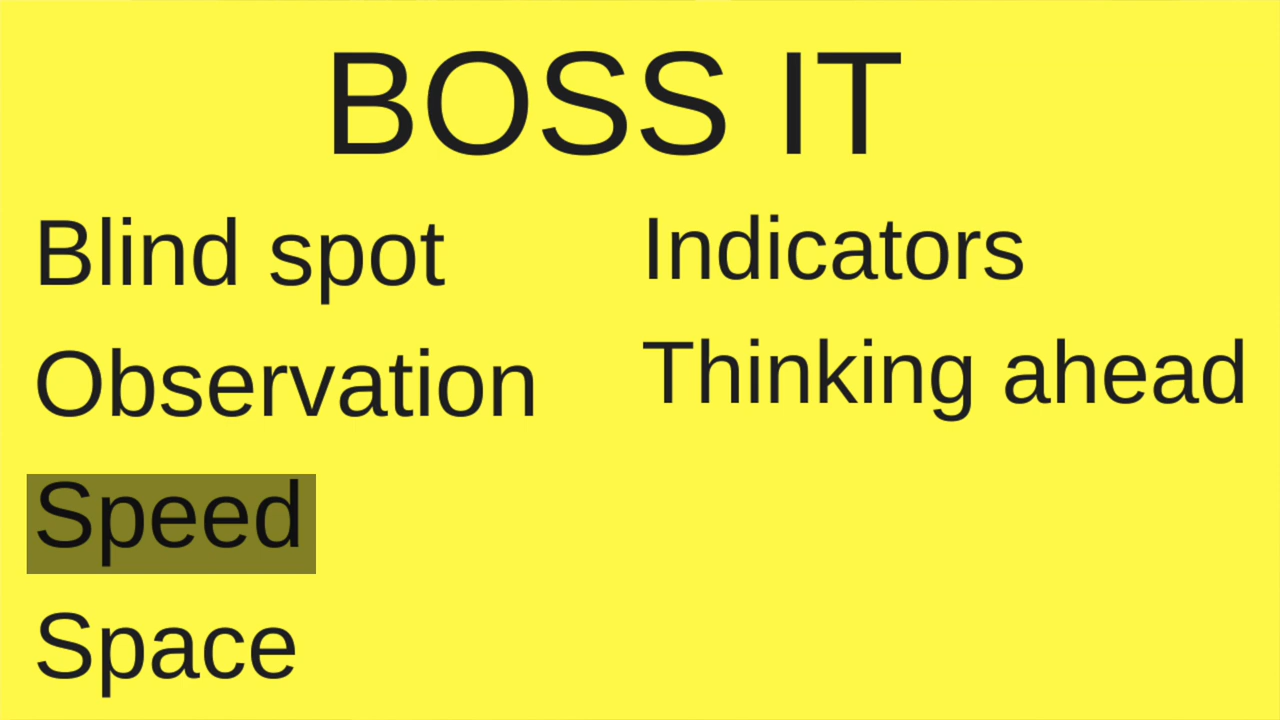 BOSS IT
Blind spot
Observation
Speed
Space
Indicators
Thinking ahead